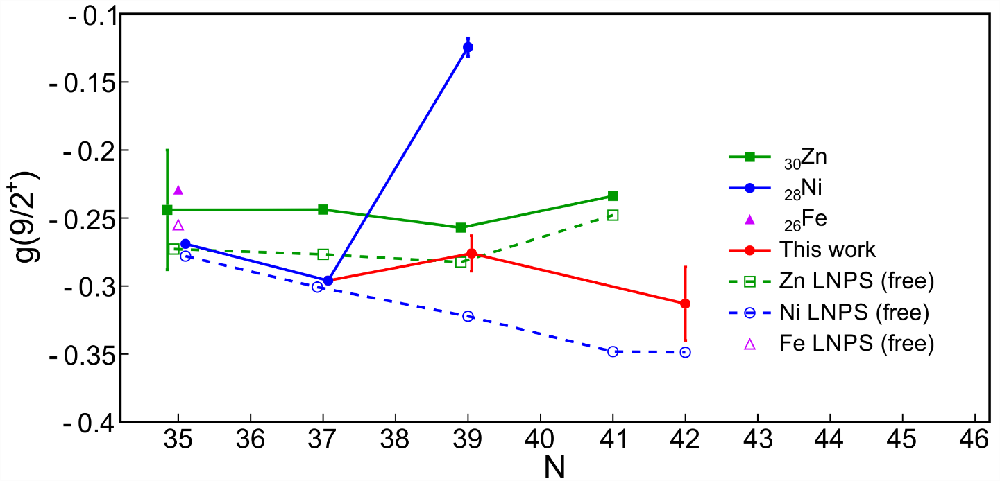 - 0.1
- 0.15
- 0.2
- 0.25
- 0.3
- 0.35
- 0.4
g(9/2+)
35 36 37 38 39 40 41 42 43 44 45 46
N
30Zn
28Ni
26Fe
This work
Zn LNPS (free)
Ni LNPS (free)
Fe LNPS (free)